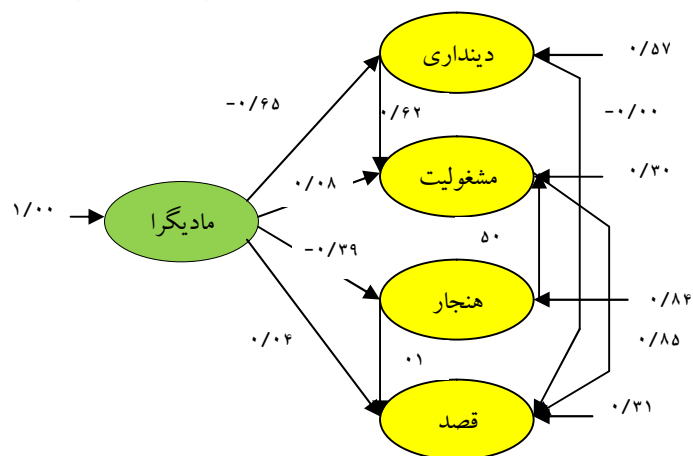 دینداری
۰/۵۷
-۰/۶۵
۰/۶۲
-۰/۰۰
مشغولیت
۰/۳۰
۰/۰۸
۱/۰۰
مادیگرا
۵۰
-۰/۳۹
هنجار
۰/۸۴
۰/۰۴
۰۱
۰/۸۵
قصد
۰/۳۱